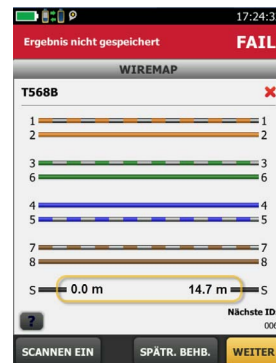 17:24:3
Ergebnis nicht gespeichert FAIL
WIREMAP
T568B
1 1
2 2
3 3
6 6
4 4
5 5
7 7
8 8
S 0.0 m 14.7 m S
Nächste ID:
006
?
SCANNEN EIN SPÄTR. BEHB. WEITER